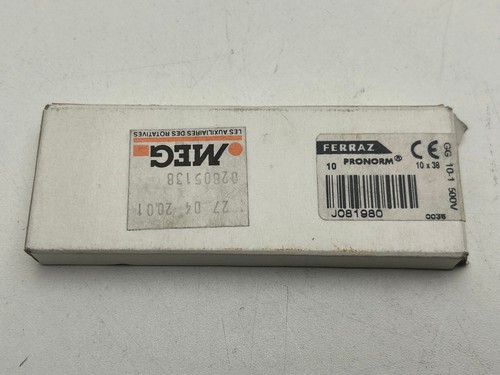 LES AUXILIAIRES DES ROTATIVES
MEG
02805138
27 04 2001
FERRAZ
CE
10 PRONORM® 10 x 38
J081980
0035
GG 10-1 500V